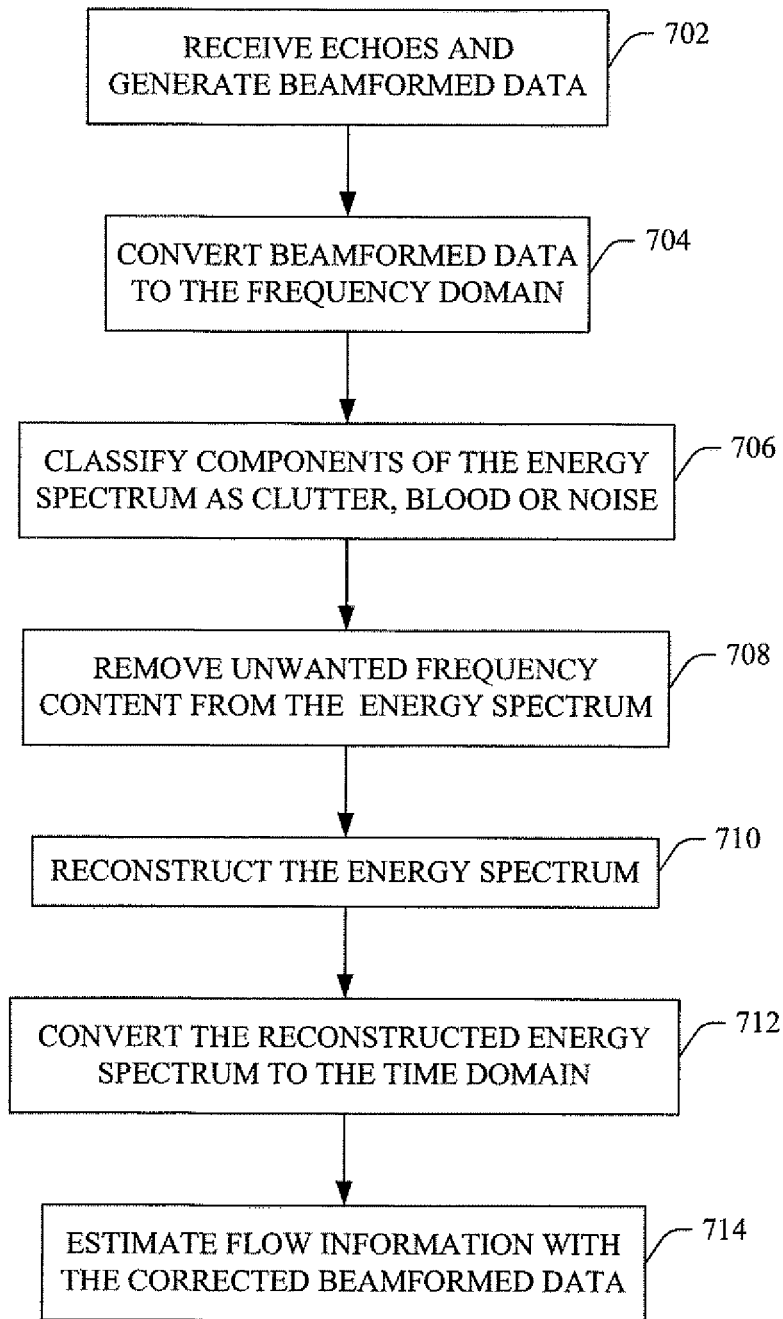 RECEIVE ECHOES AND
GENERATE BEAMFORMED DATA
702
CONVERT BEAMFORMED DATA
TO THE FREQUENCY DOMAIN
704
CLASSIFY COMPONENTS OF THE ENERGY
SPECTRUM AS CLUTTER, BLOOD OR NOISE
706
REMOVE UNWANTED FREQUENCY
CONTENT FROM THE ENERGY SPECTRUM
708
RECONSTRUCT THE ENERGY SPECTRUM
710
CONVERT THE RECONSTRUCTED ENERGY
SPECTRUM TO THE TIME DOMAIN
712
ESTIMATE FLOW INFORMATION WITH
THE CORRECTED BEAMFORMED DATA
714